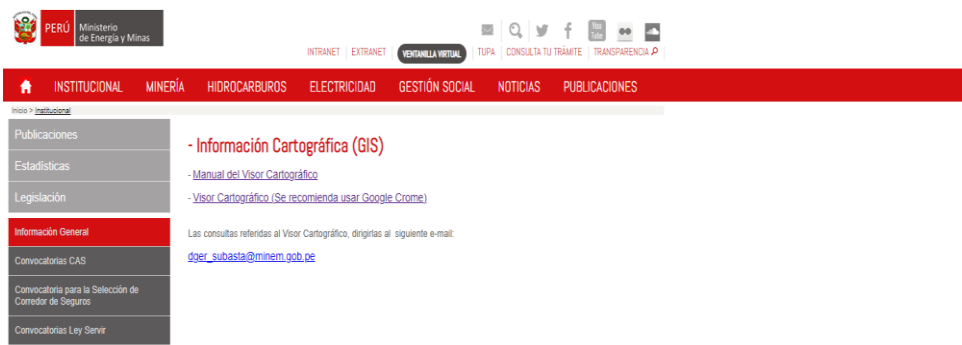 PERÚ
Ministerio
de Energía y Minas
You
Tube
INTRANET
EXTRANET
VENTANILLA VIRTUAL
TUPA
CONSULTA TU TRÁMITE
TRANSPARENCIA
INSTITUCIONAL
MINERÍA
HIDROCARBUROS
ELECTRICIDAD
GESTIÓN SOCIAL
NOTICIAS
PUBLICACIONES
Inicio > Institucional
Publicaciones
Estadísticas
Legislación
Información General
Convocatorias CAS
Convocatoria para la Selección de
Corredor de Seguros
Convocatorias Ley Servir
- Información Cartográfica (GIS)
- Manual del Visor Cartográfico
- Visor Cartográfico (Se recomienda usar Google Crome)
Las consultas referidas al Visor Cartográfico, dirigirlas al siguiente e-mail:
dger_subasta@minem.gob.pe